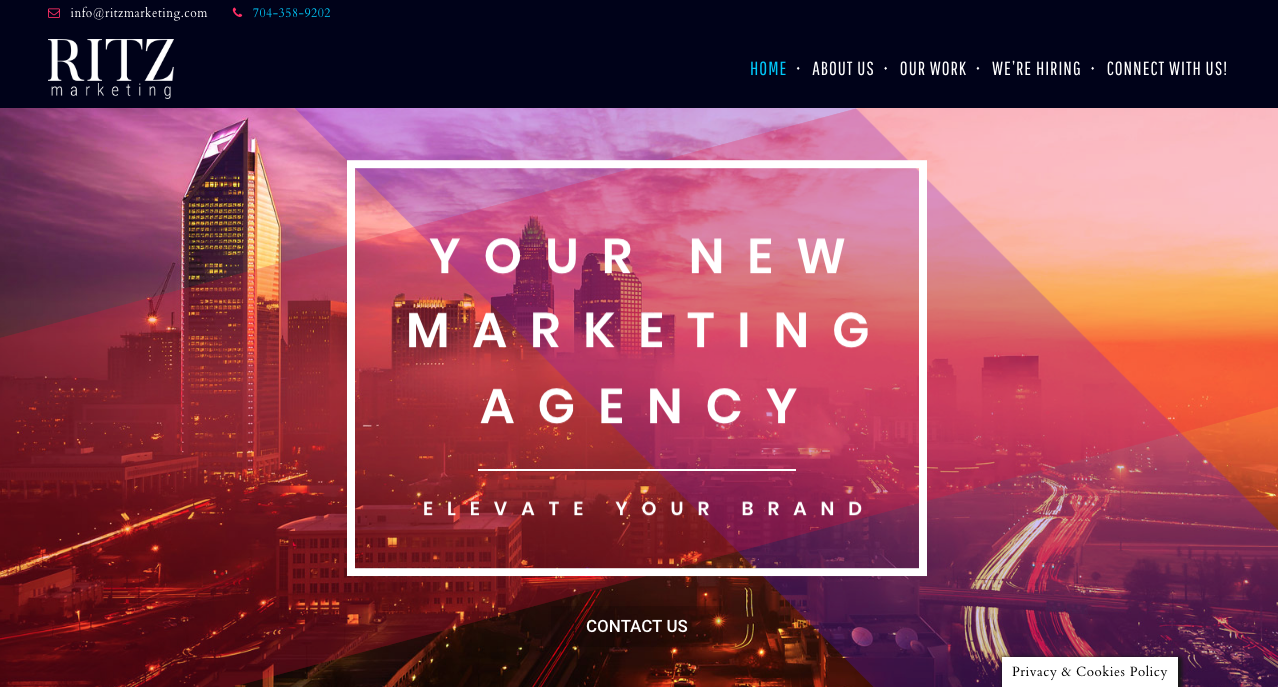 info@ritzmarketing.com 704-358-9202
RITZ
marketing
HOME • ABOUT US • OUR WORK • WE'RE HIRING • CONNECT WITH US!
YOUR NEW
MARKETING
AGENCY
ELEVATE YOUR BRAND
CONTACT US
Privacy & Cookies Policy